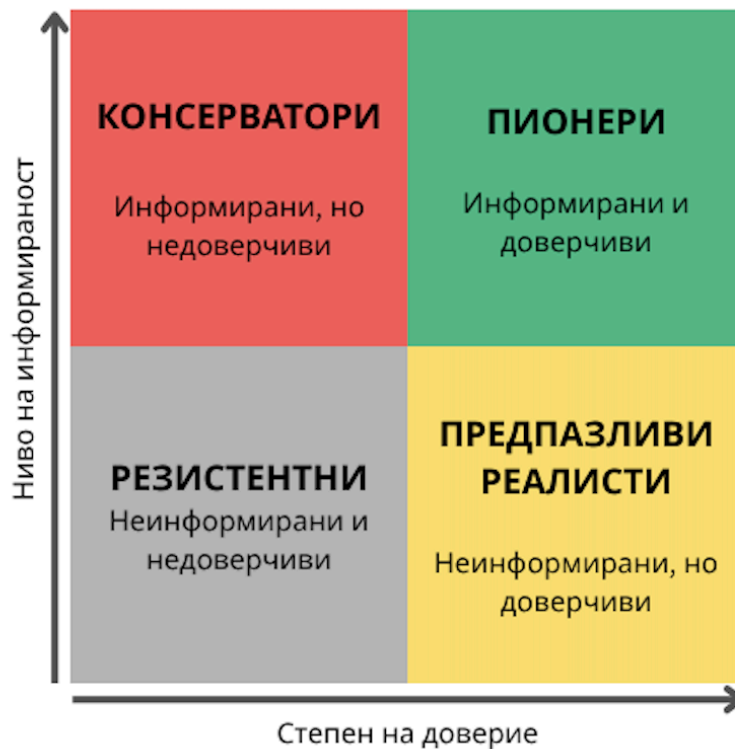 Ниво на информираност
КОНСЕРВАТОРИ
Информирани, но
недоверчиви
ПИОНЕРИ
Информирани и
доверчиви
РЕЗИСТЕНТНИ
Неинформирани и
недоверчиви
ПРЕДПАЗЛИВИ
РЕАЛИСТИ
Неинформирани, но
доверчиви
Степен на доверие